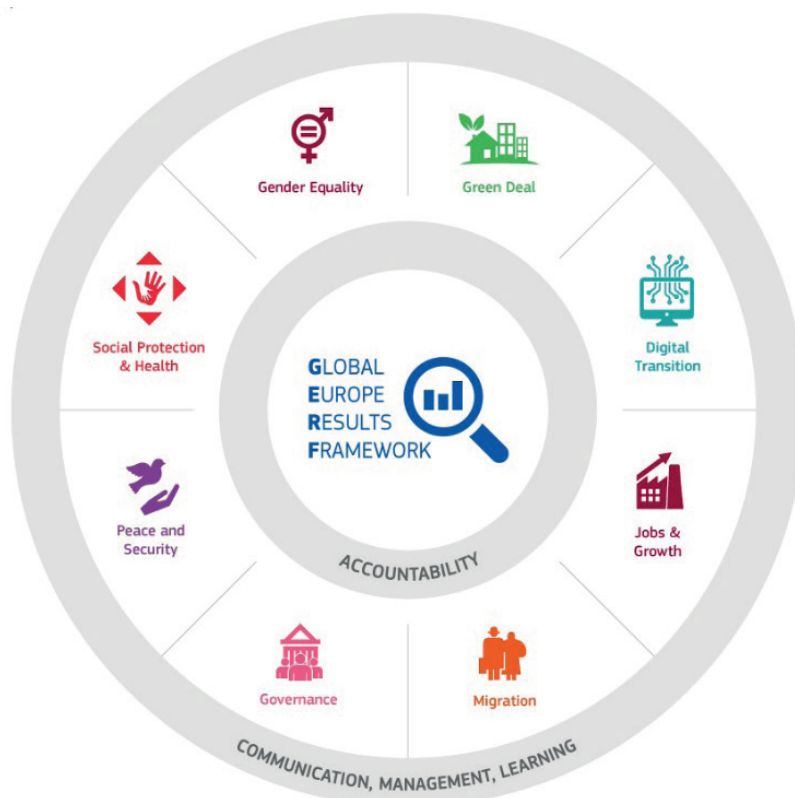 Gender Equality
Green Deal
Social Protection
& Health
Digital
Transition
GLOBAL
EUROPE
RESULTS
FRAMEWORK
Peace and
Security
Jobs &
Growth
ACCOUNTABILITY
Governance
Migration
COMMUNICATION, MANAGEMENT, LEARNING